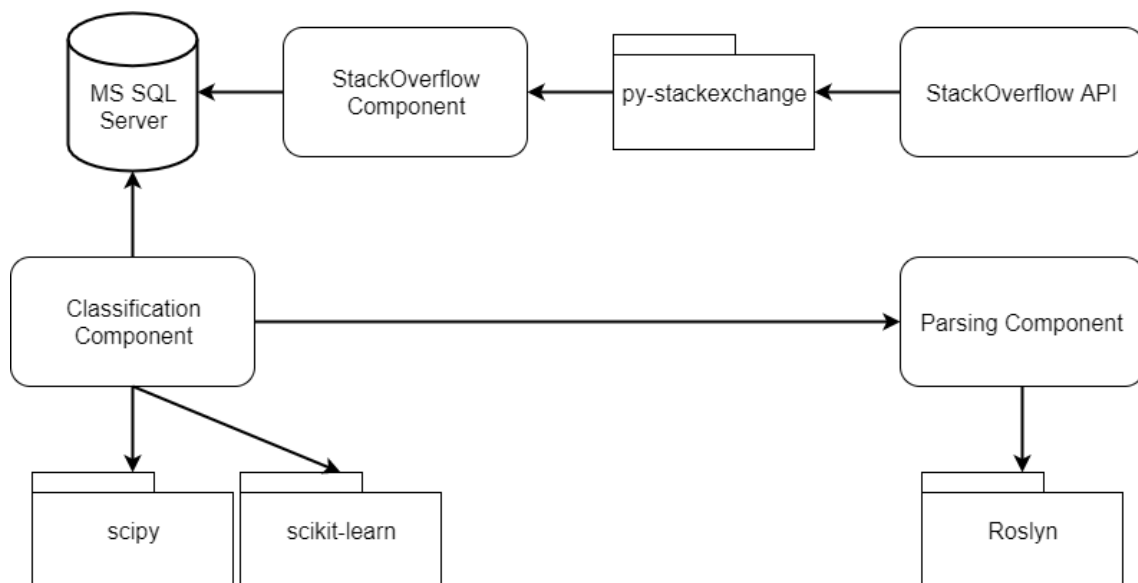 MS SQL
Server
StackOverflow
Component
py-stackexchange
StackOverflow API
Classification
Component
Parsing Component
scipy
scikit-learn
Roslyn